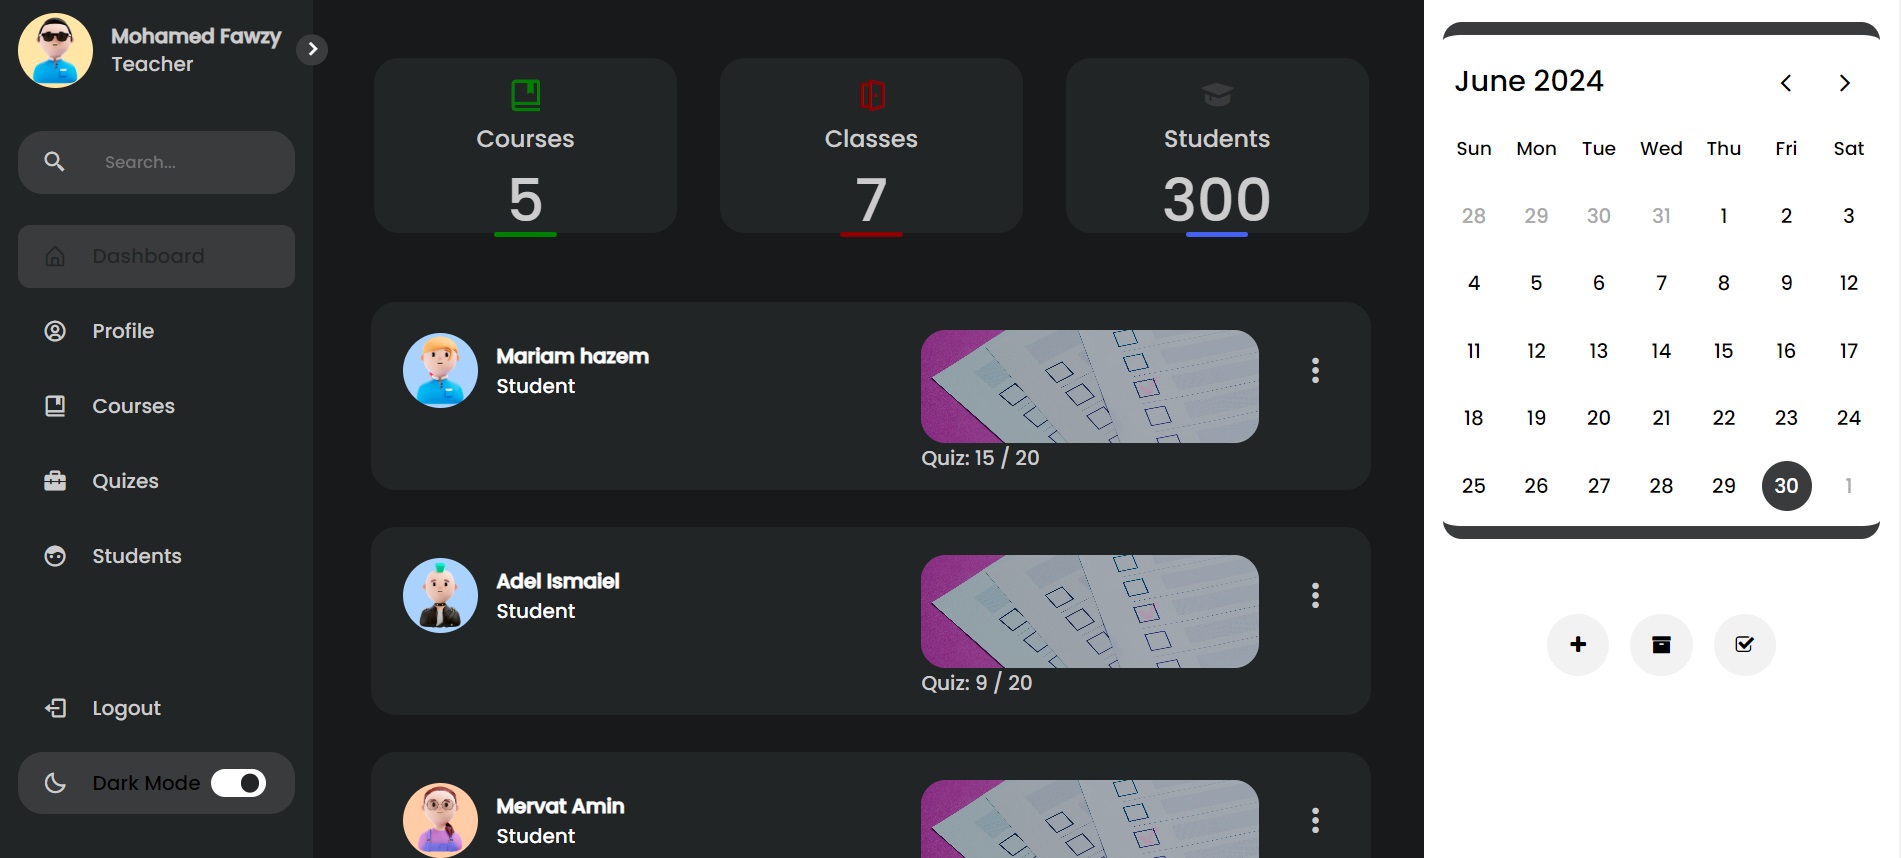 Mohamed Fawzy
Teacher
Search...
Dashboard
Profile
Courses
Quizes
Students
Logout
Dark Mode
Courses
5
Classes
7
Students
300
Mariam hazem
Student
Quiz: 15 / 20
Adel Ismaiel
Student
Quiz: 9 / 20
Mervat Amin
Student
June 2024
Sun Mon Tue Wed Thu Fri Sat
28 29 30 31 1 2 3
4 5 6 7 8 9 12
11 12 13 14 15 16 17
18 19 20 21 22 23 24
25 26 27 28 29 30 1